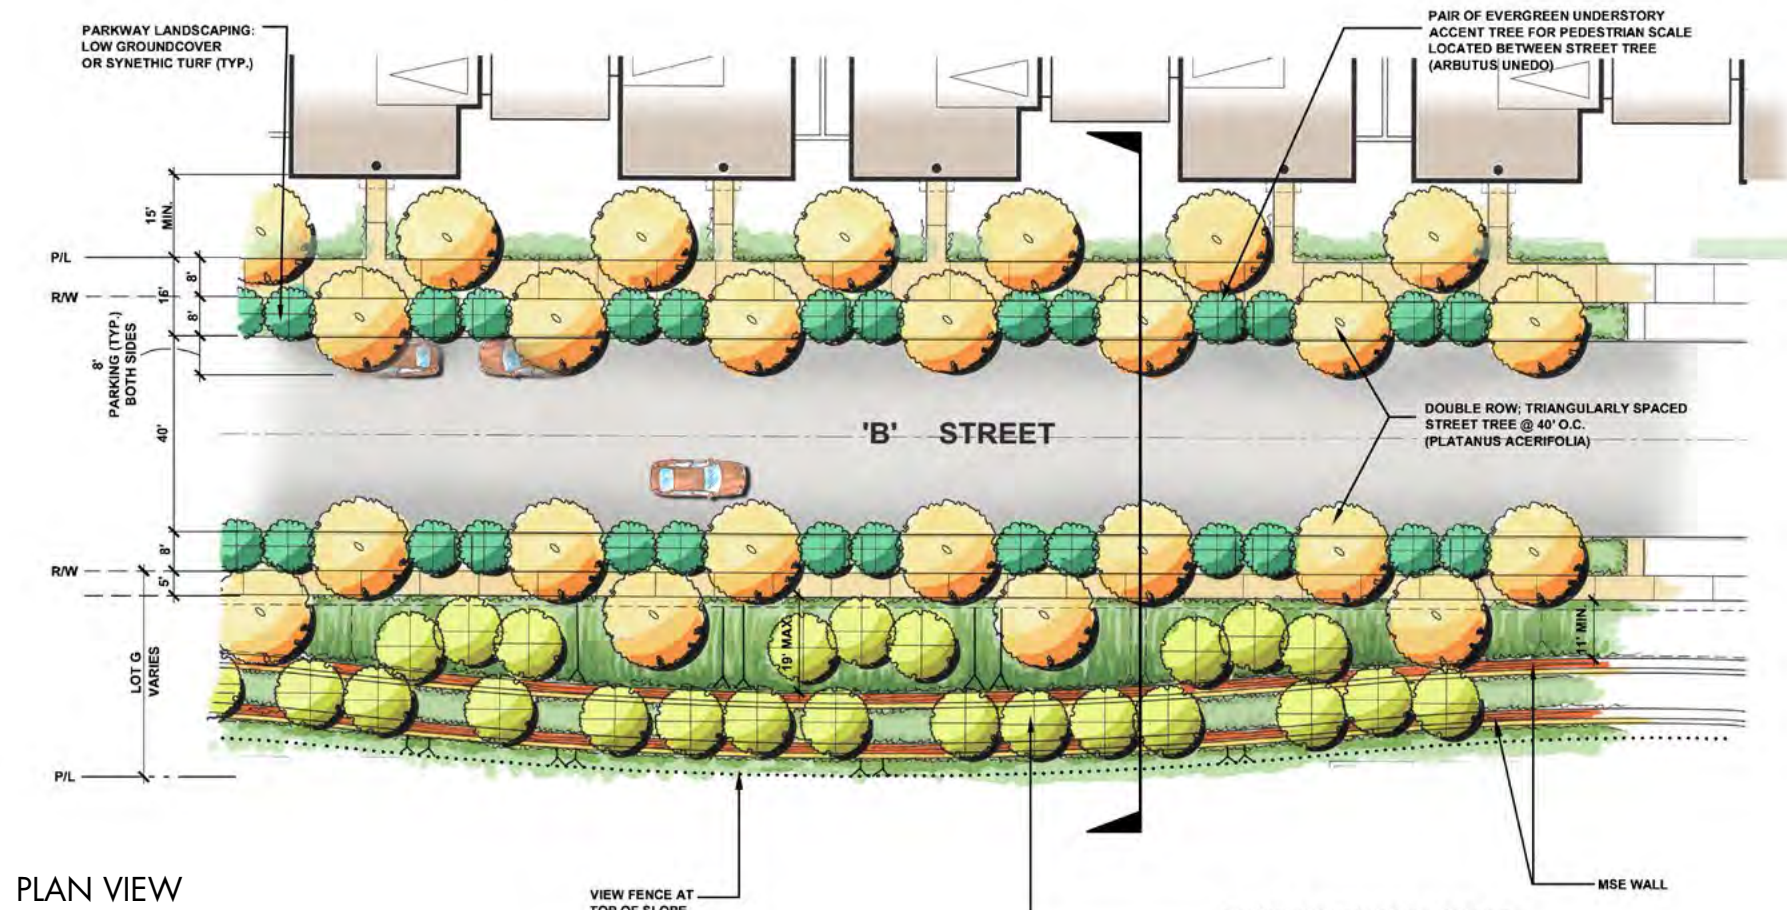 PARKWAY LANDSCAPING:
LOW GROUNDCOVER
OR SYNETHIC TURF (TYP.)
PAIR OF EVERGREEN UNDERSTORY
ACCENT TREE FOR PEDESTRIAN SCALE
LOCATED BETWEEN STREET TREE
(ARBUTUS UNEDO)
15'
MIN.
P/L
8'
16'
R/W
8'
8'
PARKING (TYP.)
BOTH SIDES
40'
'B' STREET
DOUBLE ROW; TRIANGULARLY SPACED
STREET TREE @ 40' O.C.
(PLATANUS ACERIFOLIA)
8'
R/W
5'
LOT G
VARIES
19' MAX.
11' MIN.
P/L
PLAN VIEW
VIEW FENCE AT
TOP OF SLOPE
MSE WALL